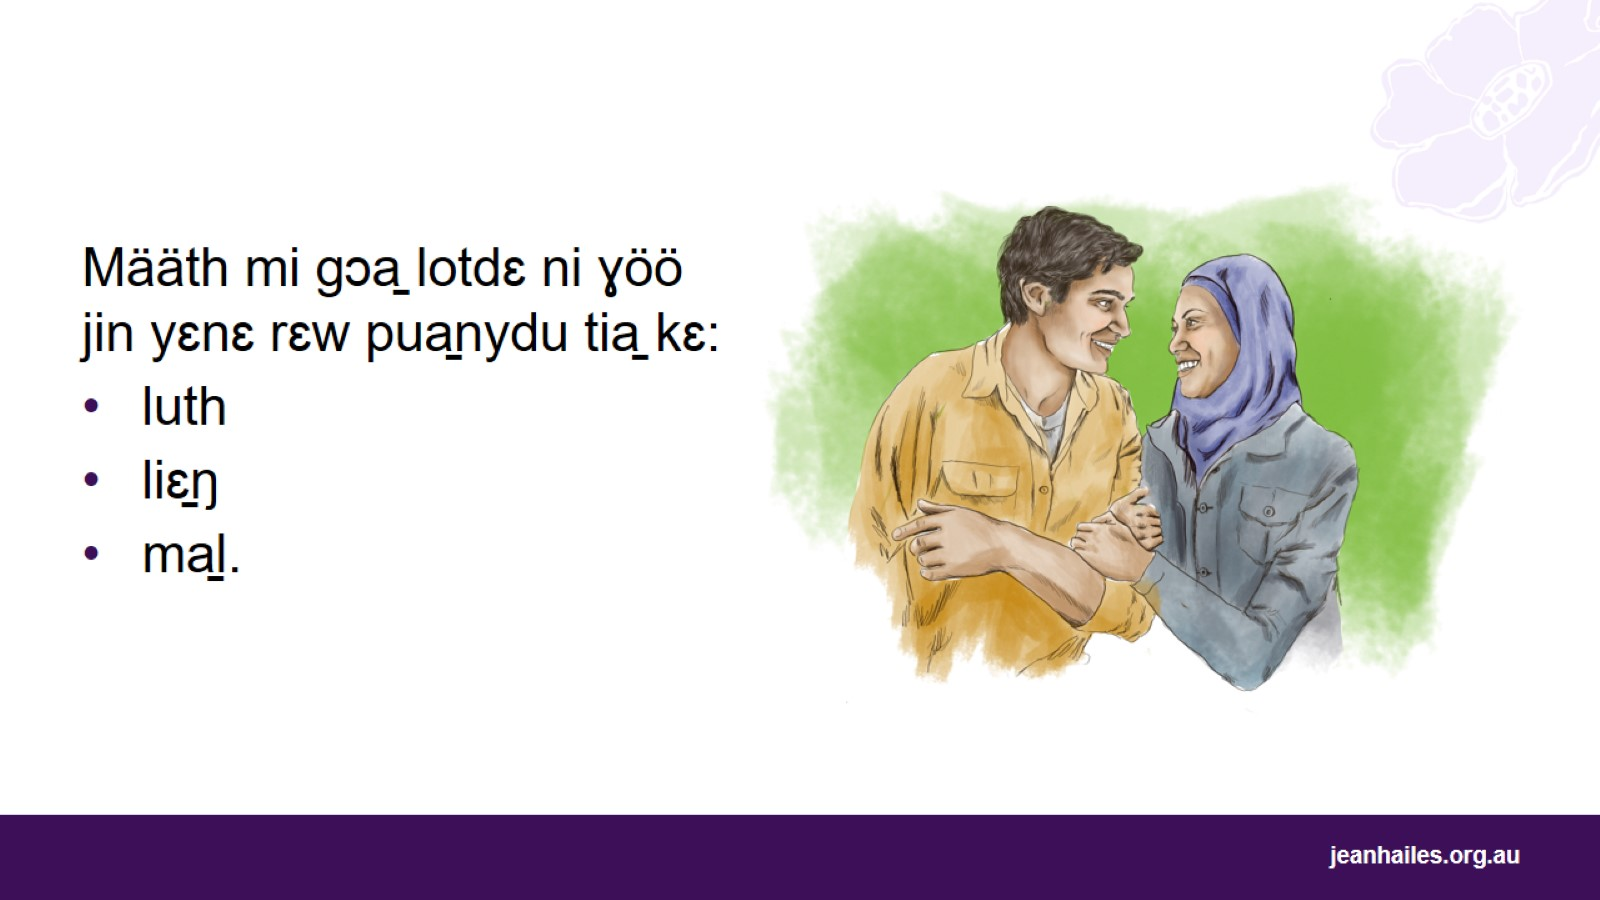 Määth mi gɔa̱ lotdɛ ni ɣöö
jin yɛnɛ rɛw pua̱nydu tia̱ kɛ:
• luth
• liɛ̱ŋ
• ma̱l.
jeanhailes.org.au